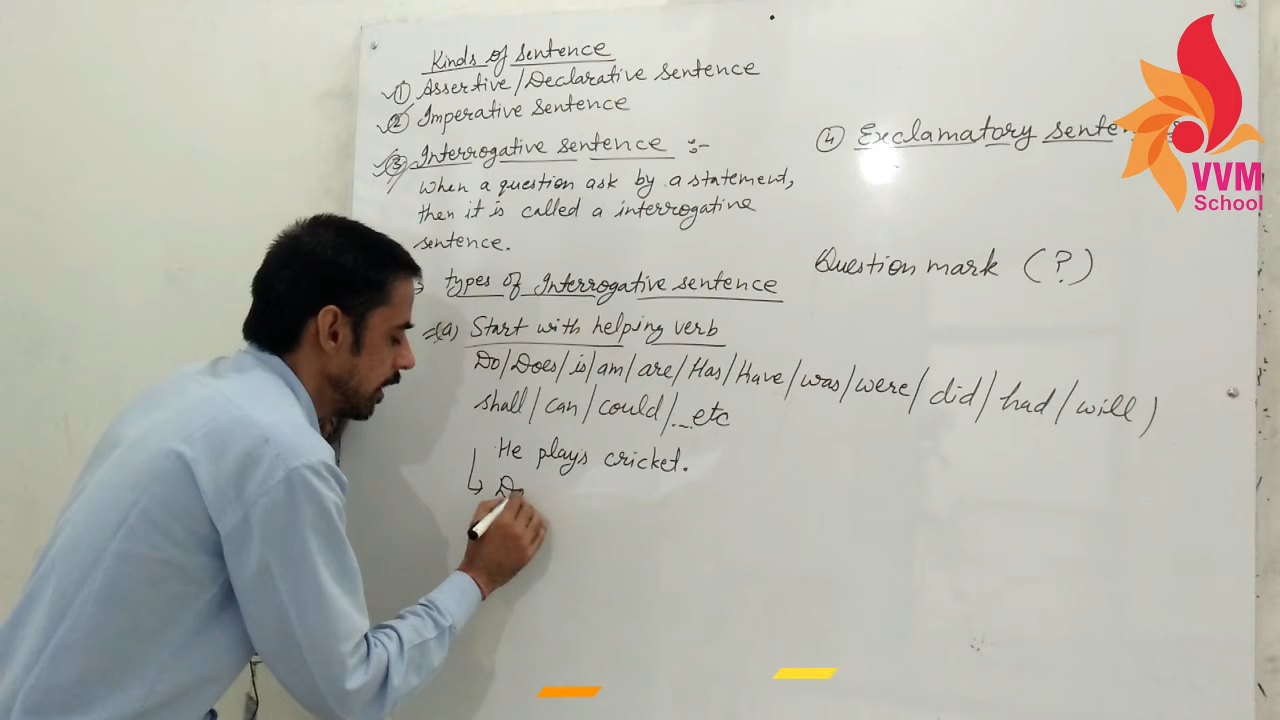 Kinds of sentence
① Assertive/Declarative sentence
② Imperative sentence
③ Interrogative sentence :-
when a question ask by a statement,
then it is called a interrogative
sentence.
types of Interrogative sentence
(a) Start with helping verb
Do/Does/is/am/are/Has/Have/was/were/did/had/will)
shall/can/could/...etc
He plays cricket.
④ Exclamatory sente
Question mark (?)
VVM
School